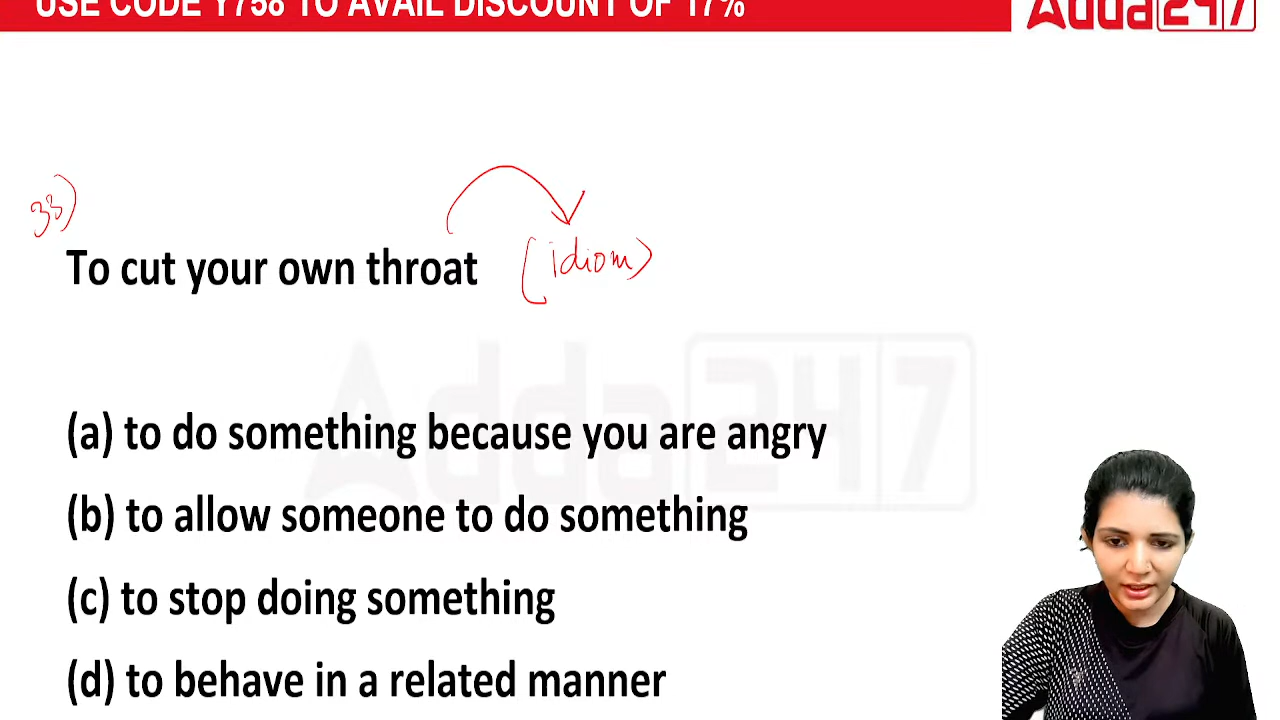 USE CODE Y758 TO AVAIL DISCOUNT OF 17%
Adda247
33)
To cut your own throat (idiom)
Adda247
(a) to do something because you are angry
(b) to allow someone to do something
(c) to stop doing something
(d) to behave in a related manner